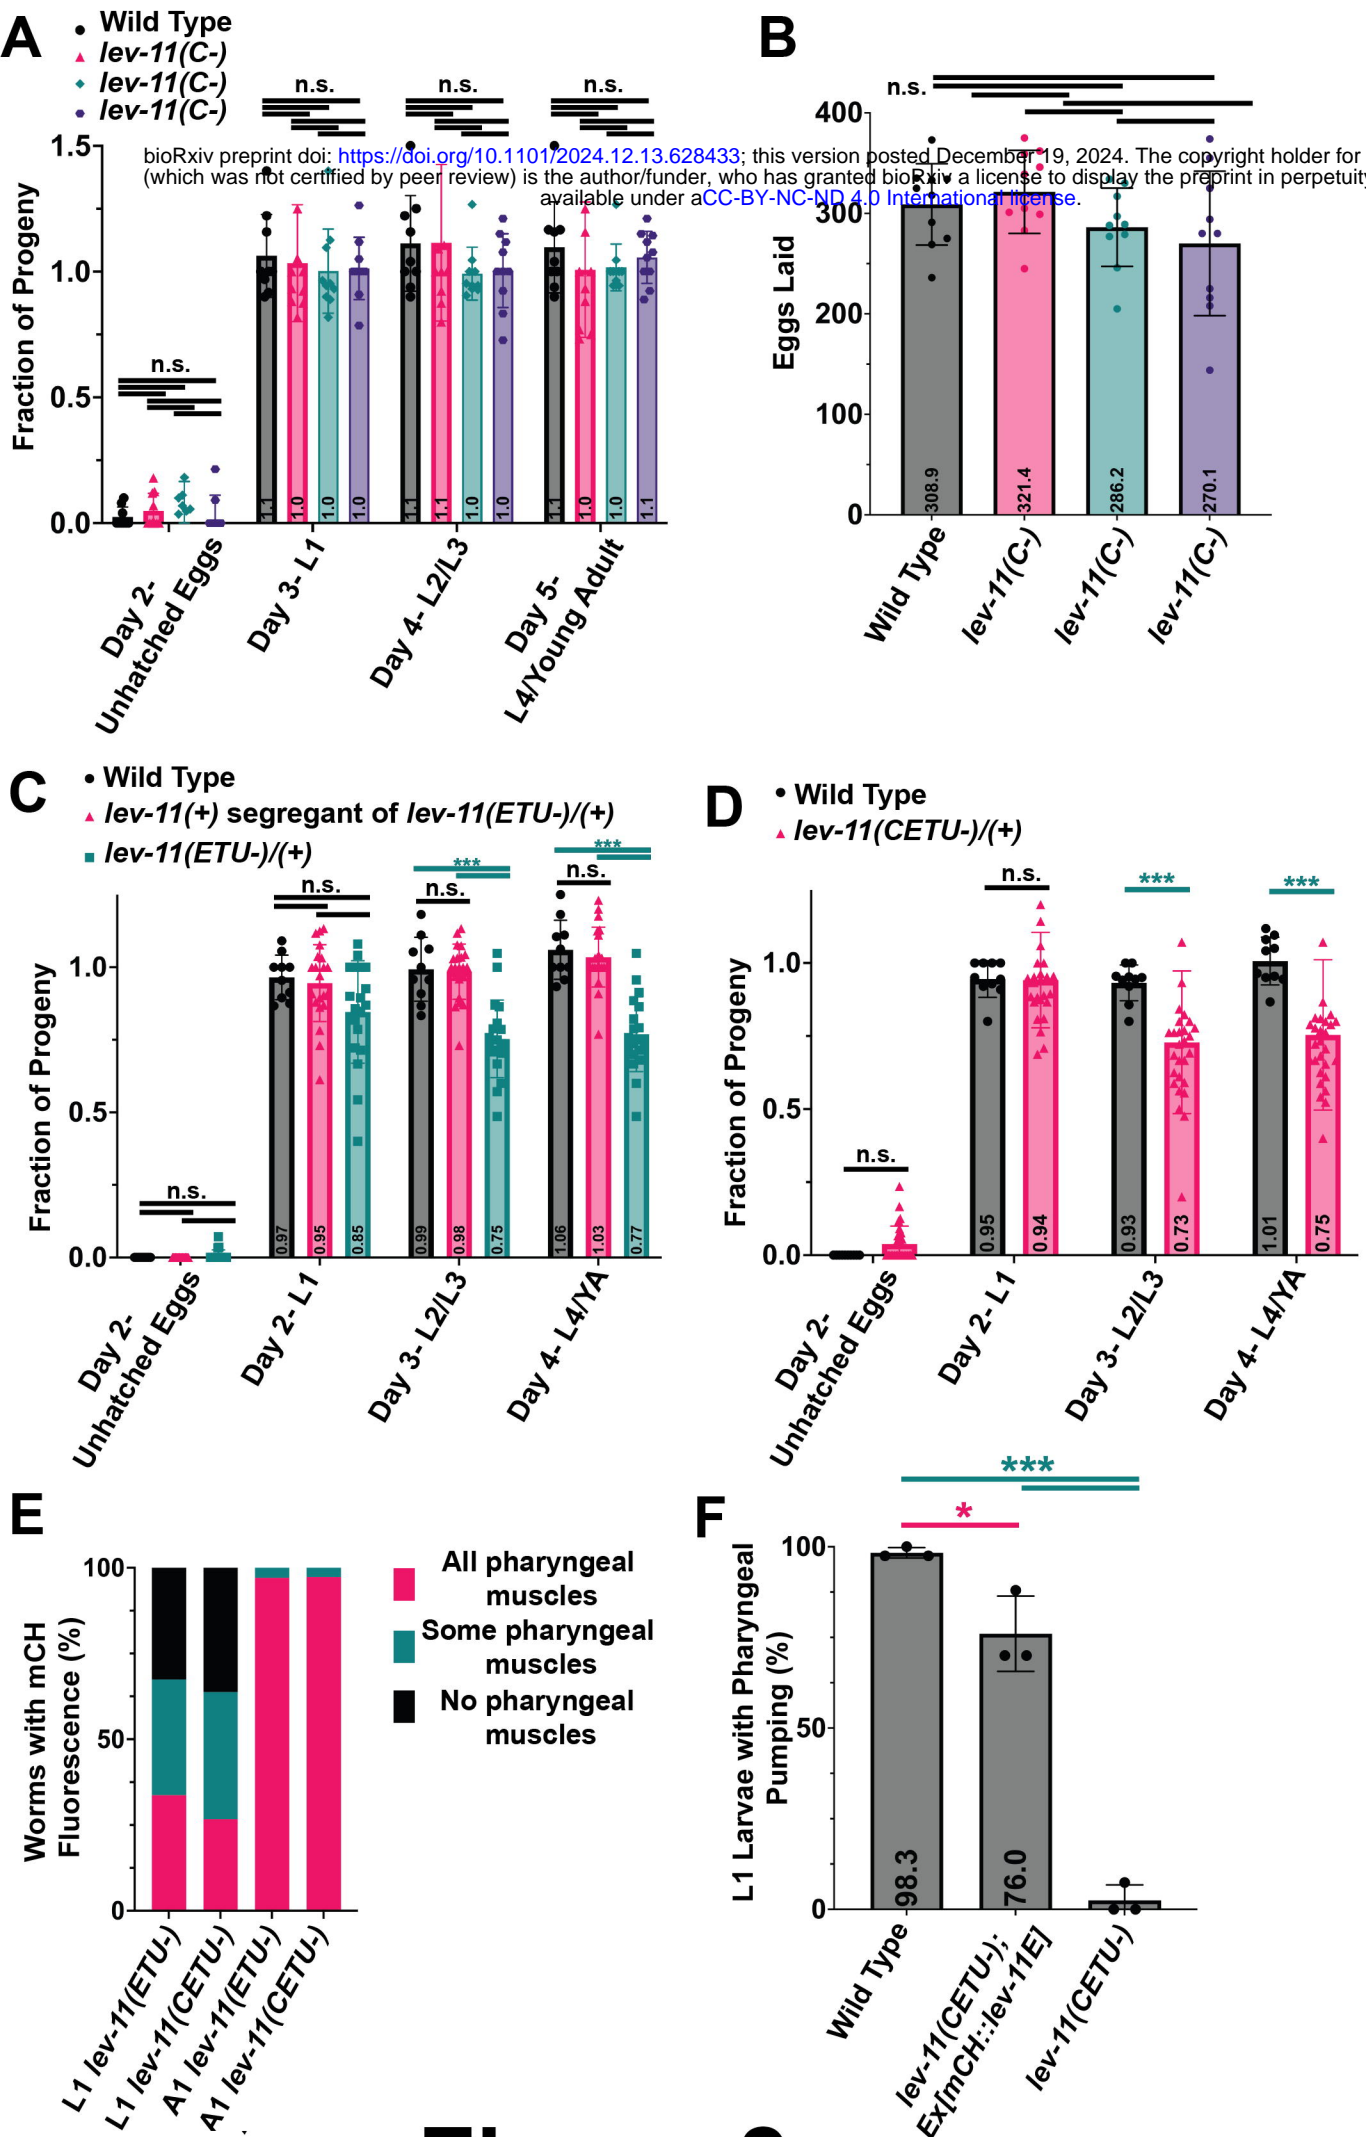 A
Wild Type
lev-11(C-)
lev-11(C-)
lev-11(C-)
n.s.
n.s.
n.s.
n.s.
Fraction of Progeny
1.5
1.0
0.5
0.0
1.1
1.0
1.0
1.0
1.1
1.1
1.0
1.0
1.1
1.0
1.0
1.1
Day 2-
Unhatched Eggs
Day 3- L1
Day 4- L2/L3
Day 5-
L4/Young Adult
bioRxiv preprint doi: https://doi.org/10.1101/2024.12.13.628433; this version posted December 19, 2024. The copyright holder for
(which was not certified by peer review) is the author/funder, who has granted bioRxiv a license to display the preprint in perpetuity
available under aCC-BY-NC-ND 4.0 International license.
B
n.s.
Eggs Laid
400
300
200
100
0
308.9
321.4
286.2
270.1
Wild Type
lev-11(C-)
lev-11(C-)
lev-11(C-)
C
Wild Type
lev-11(+) segregant of lev-11(ETU-)/(+)
lev-11(ETU-)/(+)
n.s.
n.s.
***
n.s.
***
n.s.
Fraction of Progeny
1.0
0.5
0.0
0.97
0.95
0.85
0.99
0.98
0.75
1.06
1.03
0.77
Day 2-
Unhatched Eggs
Day 2- L1
Day 3- L2/L3
Day 4- L4/YA
D
Wild Type
lev-11(CETU-)/(+)
n.s.
n.s.
***
***
Fraction of Progeny
1.0
0.5
0.0
0.95
0.94
0.93
0.73
1.01
0.75
Day 2-
Unhatched Eggs
Day 2- L1
Day 3- L2/L3
Day 4- L4/YA
E
Worms with mCH
Fluorescence (%)
100
50
0
All pharyngeal
muscles
Some pharyngeal
muscles
No pharyngeal
muscles
L1 lev-11(ETU-)
L1 lev-11(CETU-)
A1 lev-11(ETU-)
A1 lev-11(CETU-)
F
***
*
L1 Larvae with Pharyngeal
Pumping (%)
100
50
0
98.3
76.0
Wild Type
lev-11(CETU-);
Ex[mCH::lev-11E]
lev-11(CETU-)